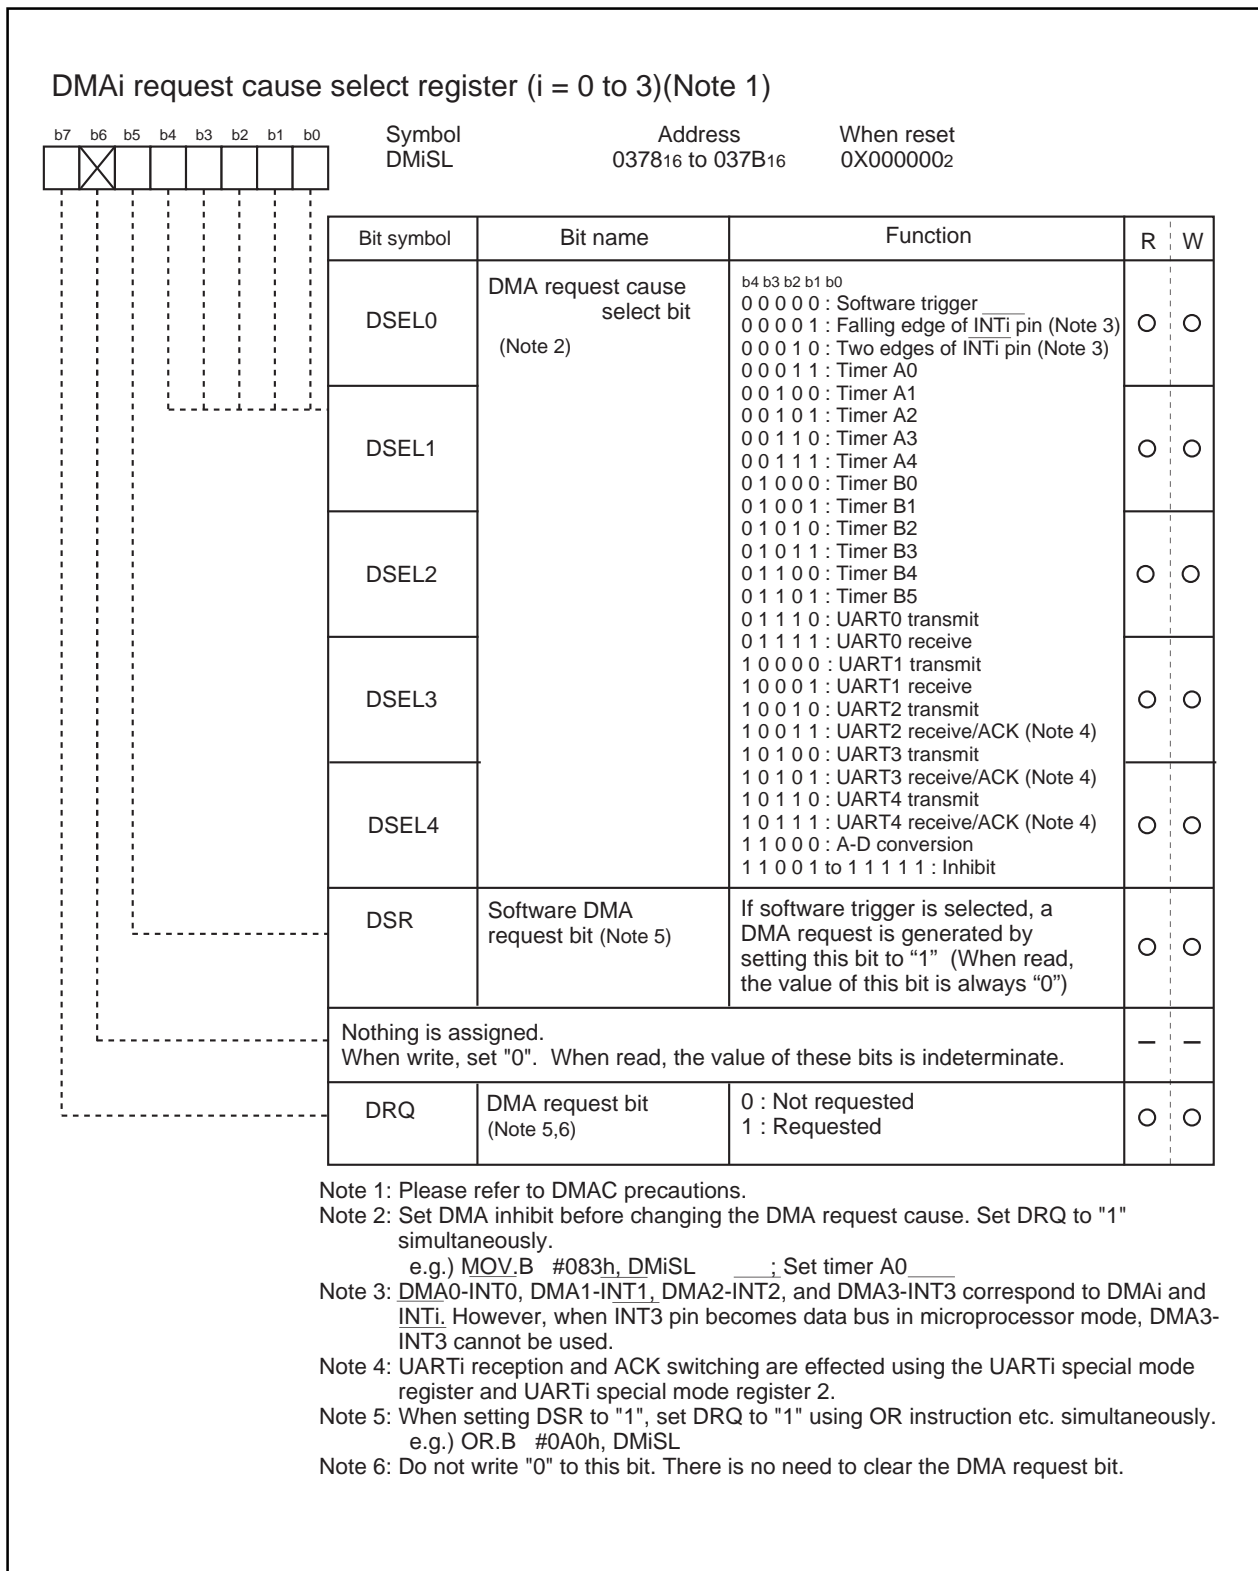 DMAi request cause select register (i = 0 to 3)(Note 1)
b7 b6 b5 b4 b3 b2 b1 b0
Symbol Address When reset
DMiSL 037816 to 037B16 0X0000002
Bit symbol Bit name Function R W
DSEL0
DMA request cause
select bit
(Note 2)
b4 b3 b2 b1 b0
0 0 0 0 0 : Software trigger
0 0 0 0 1 : Falling edge of INTi pin (Note 3)
0 0 0 1 0 : Two edges of INTi pin (Note 3)
0 0 0 1 1 : Timer A0
0 0 1 0 0 : Timer A1
0 0 1 0 1 : Timer A2
0 0 1 1 0 : Timer A3
0 0 1 1 1 : Timer A4
0 1 0 0 0 : Timer B0
0 1 0 0 1 : Timer B1
0 1 0 1 0 : Timer B2
0 1 0 1 1 : Timer B3
0 1 1 0 0 : Timer B4
0 1 1 0 1 : Timer B5
0 1 1 1 0 : UART0 transmit
0 1 1 1 1 : UART0 receive
1 0 0 0 0 : UART1 transmit
1 0 0 0 1 : UART1 receive
1 0 0 1 0 : UART2 transmit
1 0 0 1 1 : UART2 receive/ACK (Note 4)
1 0 1 0 0 : UART3 transmit
1 0 1 0 1 : UART3 receive/ACK (Note 4)
1 0 1 1 0 : UART4 transmit
1 0 1 1 1 : UART4 receive/ACK (Note 4)
1 1 0 0 0 : A-D conversion
1 1 0 0 1 to 1 1 1 1 1 : Inhibit
DSEL1
DSEL2
DSEL3
DSEL4
DSR
Software DMA
request bit (Note 5)
If software trigger is selected, a
DMA request is generated by
setting this bit to “1” (When read,
the value of this bit is always “0”)
Nothing is assigned.
When write, set "0". When read, the value of these bits is indeterminate.
DRQ
DMA request bit
(Note 5,6)
0 : Not requested
1 : Requested
Note 1: Please refer to DMAC precautions.
Note 2: Set DMA inhibit before changing the DMA request cause. Set DRQ to "1"
simultaneously.
e.g.) MOV.B #083h, DMiSL ; Set timer A0
Note 3: DMA0-INT0, DMA1-INT1, DMA2-INT2, and DMA3-INT3 correspond to DMAi and
INTi. However, when INT3 pin becomes data bus in microprocessor mode, DMA3-
INT3 cannot be used.
Note 4: UARTi reception and ACK switching are effected using the UARTi special mode
register and UARTi special mode register 2.
Note 5: When setting DSR to "1", set DRQ to "1" using OR instruction etc. simultaneously.
e.g.) OR.B #0A0h, DMiSL
Note 6: Do not write "0" to this bit. There is no need to clear the DMA request bit.